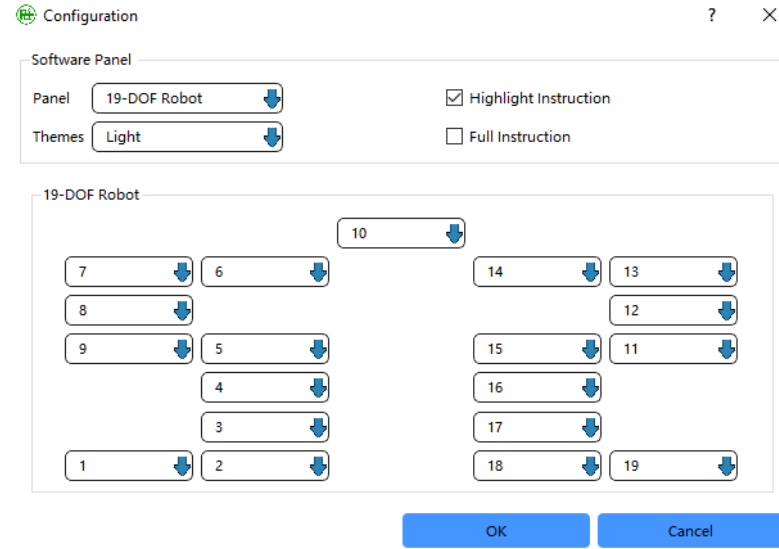 Configuration ?
Software Panel
Panel 19-DOF Robot Highlight Instruction
Themes Light Full Instruction
19-DOF Robot
10
7 6 14 13
8 12
9 5 15 11
4 16
3 17
1 2 18 19
OK Cancel